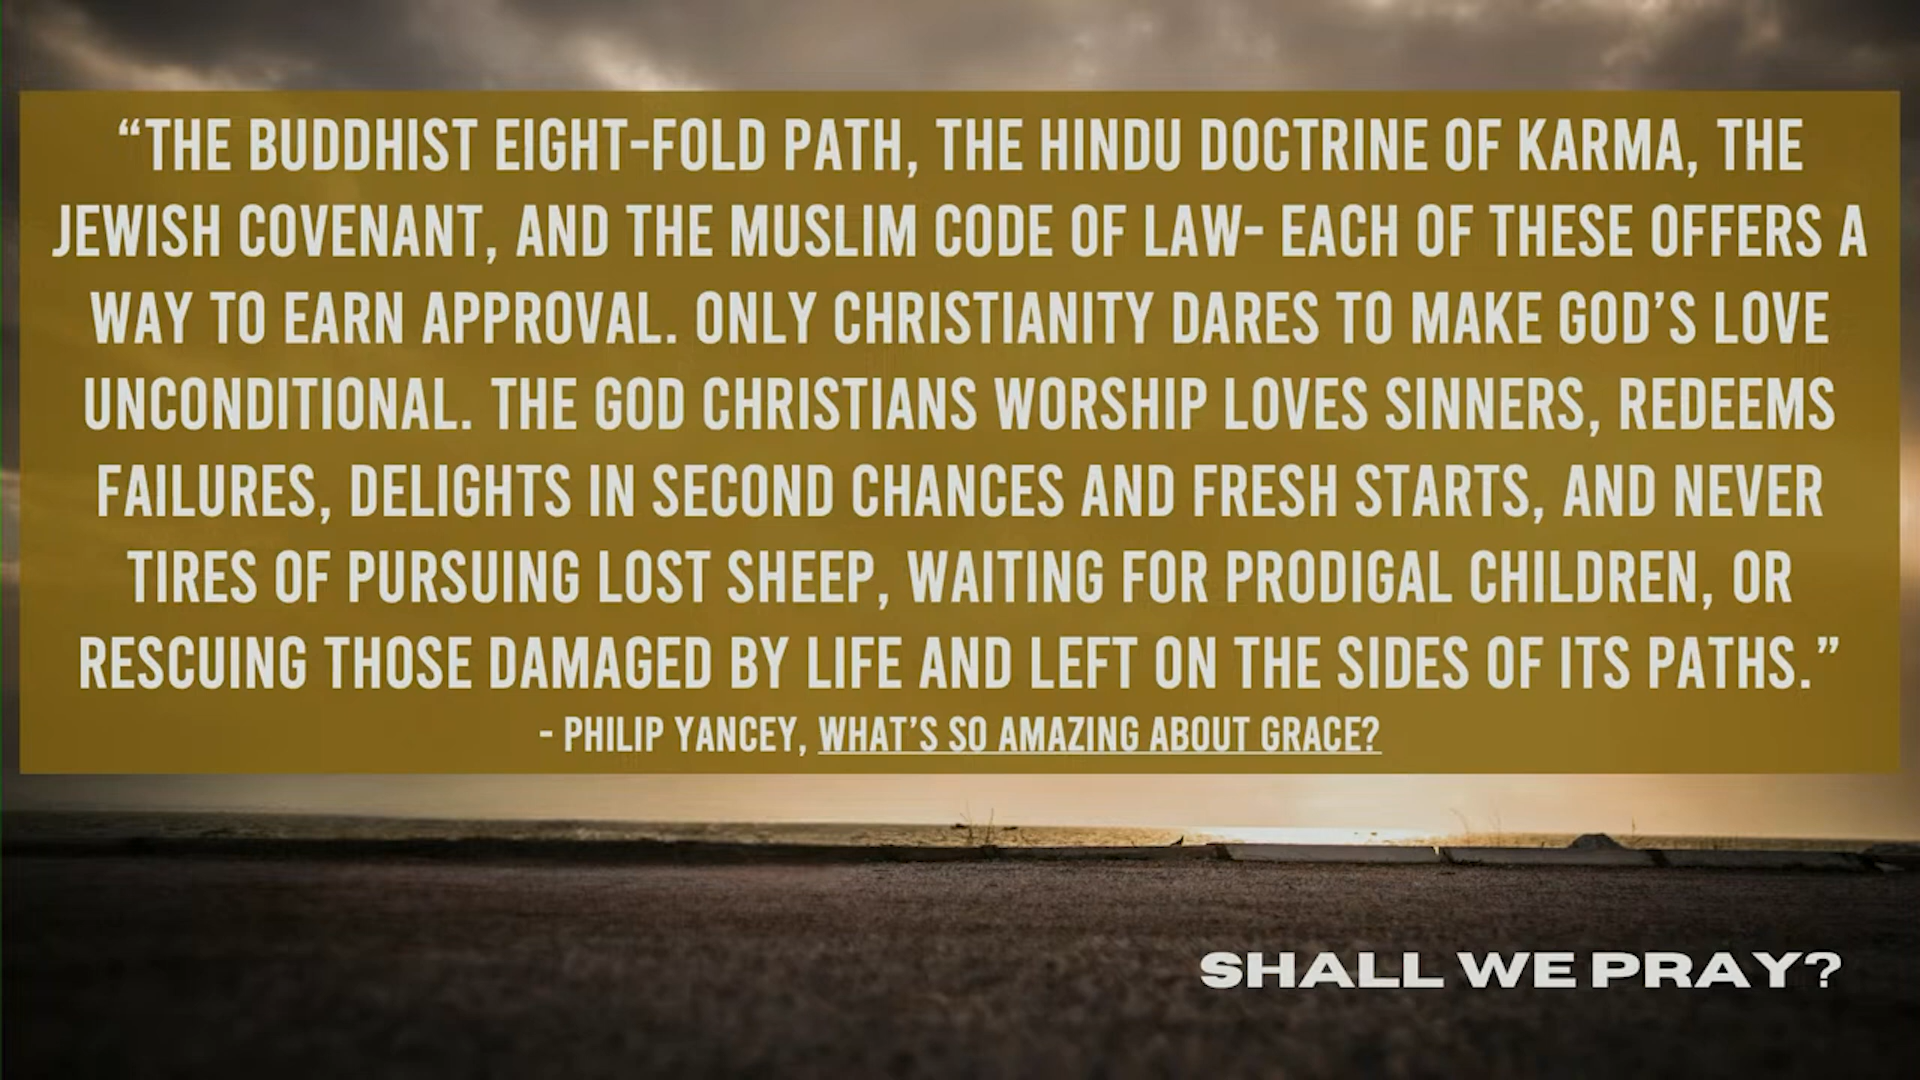 “THE BUDDHIST EIGHT-FOLD PATH, THE HINDU DOCTRINE OF KARMA, THE
JEWISH COVENANT, AND THE MUSLIM CODE OF LAW- EACH OF THESE OFFERS A
WAY TO EARN APPROVAL. ONLY CHRISTIANITY DARES TO MAKE GOD’S LOVE
UNCONDITIONAL. THE GOD CHRISTIANS WORSHIP LOVES SINNERS, REDEEMS
FAILURES, DELIGHTS IN SECOND CHANCES AND FRESH STARTS, AND NEVER
TIRES OF PURSUING LOST SHEEP, WAITING FOR PRODIGAL CHILDREN, OR
RESCUING THOSE DAMAGED BY LIFE AND LEFT ON THE SIDES OF ITS PATHS.”
- PHILIP YANCEY, WHAT’S SO AMAZING ABOUT GRACE?
SHALL WE PRAY?